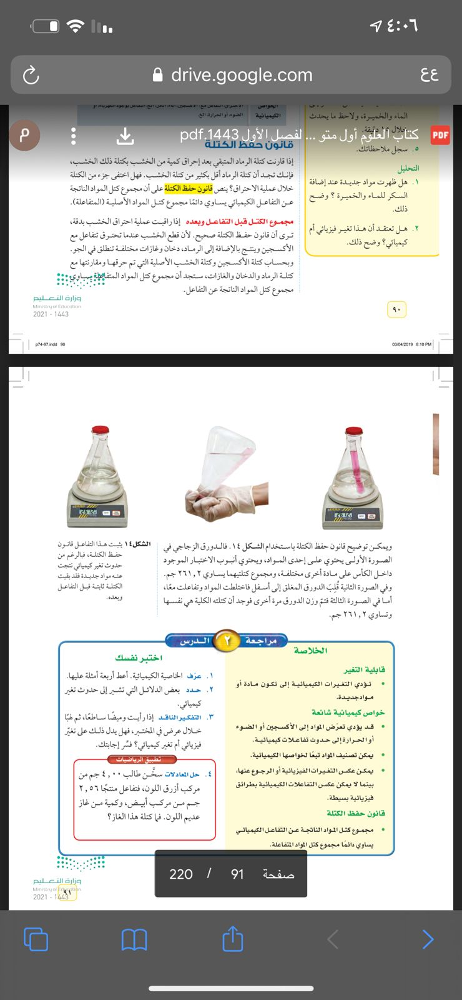 ٤:٠٦
drive.google.com
عع
الخواص
الكيميائية
الضوء، أو الحرارة. الخ.
كتاب العلوم أول متو ... لفصل الأول 1443.pdf
PDF
م
الماء والخميرة، ولاحظ ما يحدث
خلال ١٥ دقيقة.
٥. سجل ملاحظاتك.
التحليل
١. هل ظهرت مواد جديدة عند إضافة
السكر للماء والخميرة ؟ وضح
ذلك.
٢. هـل تعتقد أن هـذا تغير فيزيائي أم
كيميائي؟ وضح ذلك.
قانون حفظ الكتلة
إذا قارنت كتلة الرماد المتبقي بعد إحراق كمية من الخشب بكتلة ذلك الخشب،
فإنك تجد أن كتلة الرماد أقل بكثير من كتلة الخشب. فهل اختفى جزء من الكتلة
خلال عملية الاحتراق؟ ينص قانون حفظ الكتلة على أن مجموع كتل المواد الناتجة
عن التفاعل الكيميائي يساوي دائمًا مجموع كتل المواد الأصلية (المتفاعلة).
مجموع الكتل قبل التفاعل وبعده إذا راقبت عملية احتراق الخشب بدقة،
ترى أن قانون حفظ الكتلة صحيح. لأن قطع الخشب عندما تحترق تتفاعل مع
الأكسجين وينتج بالإضافة إلى الرماد، دخان وغازات مختلفة تنطلق في الجو.
وبحساب كتلة الأكسجين وكتلة الخشب الأصلية التي تم حرقها ومقارنتها مع
كتلة الرماد والدخان والغازات، ستجد أن مجموع كتل المواد المتفاعلة يساوي
مجموع كتل المواد الناتجة عن التفاعل.
وزارة التعليم
Ministry of Education
2021 - 1443
٩٠
p74-97.indd 90
03/04/2019 8:10 PM
ويمكن توضيح قانون حفظ الكتلة باستخدام الشكل ١٤. فالدورق الزجاجي في
الصورة الأولى يحتوي على إحدى المواد، ويحتوي أنبوب الاختبار الموجود
داخل الكأس على مادة أخرى مختلفة، ومجموع كتلتيهما يساوي ٢٦١,٢ جم.
وفي الصورة الثانية قُلِبَ الدورق المغلق إلى أسفل فاختلطت المواد وتفاعلت معًا،
أما في الصورة الثالثة فتمّ وزن الدورق مرة أخرى فوجد أن كتلته الكلية هي نفسها
وتساوي ٢٦١,٢ جم.
الشكل ١٤ يثبت هذا التفاعل قانون
حفظ الكتلة، فبالرغم من
حدوث تغير كيميائي نتجت
عنه مواد جديدة فقد بقيت
الكتلة ثابتة قبل التفاعل
وبعده.
مراجعة ٢ الدرس
الخلاصة
قابلية التغير
• تؤدي التغيرات الكيميائية إلى تكون مادة أو
مواد جديدة.
خواص كيميائية شائعة
• قد يؤدي تعرّض المواد إلى الأكسجين أو الضوء
أو الحرارة إلى حدوث تفاعلات كيميائية.
• يمكن تصنيف المواد تبعًا لخواصها الكيميائية.
• يمكن عكس التغيرات الفيزيائية أو الرجوع عنها،
بينما لا يمكن عكس التفاعلات الكيميائية بطرائق
فيزيائية بسيطة.
قانون حفظ الكتلة
• مجموع كتل المواد الناتجة عن التفاعل الكيميائي
يساوي دائمًا مجموع كتل المواد المتفاعلة.
اختبر نفسك
١. عرّف الخاصية الكيميائية. أعط أربعة أمثلة عليها.
٢. حدد بعض الدلائل التي تشير إلى حدوث تغير
كيميائي.
٣. التفكير الناقد إذا رأيت وميضًا ساطعًا، ثم لهبًا
خلال عرض في المختبر، فهل يدل ذلك على تغيّر
فيزيائي أم تغير كيميائي؟ فسّر إجابتك.
تطبيق الرياضيات
٤. حل المعادلات سخَّن طالب ٤,٠٠ جم من
مركب أزرق اللون، فتفاعل منتجًا ٢,٥٦
جم من مركب أبيض، وكمية من غاز
عديم اللون. فما كتلة هذا الغاز؟
صفحة 91 / 220
وزارة التعليم
Ministry of Education
2021 - 1443
٩١